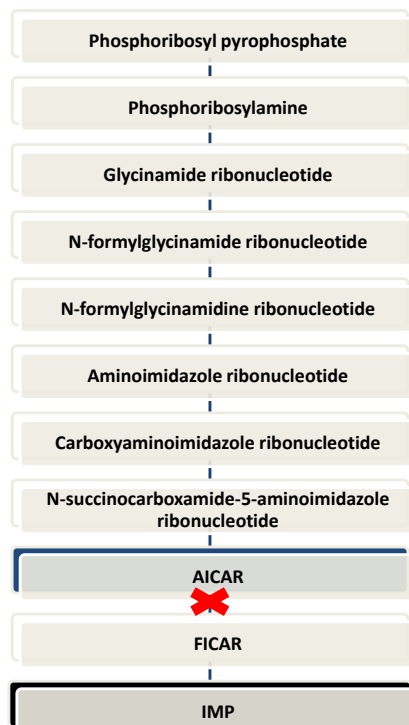 Phosphoribosyl pyrophosphate
Phosphoribosylamine
Glycinamide ribonucleotide
N-formylglycinamide ribonucleotide
N-formylglycinamidine ribonucleotide
Aminoimidazole ribonucleotide
Carboxyaminoimidazole ribonucleotide
N-succinocarboxamide-5-aminoimidazole
ribonucleotide
AICAR
FICAR
IMP